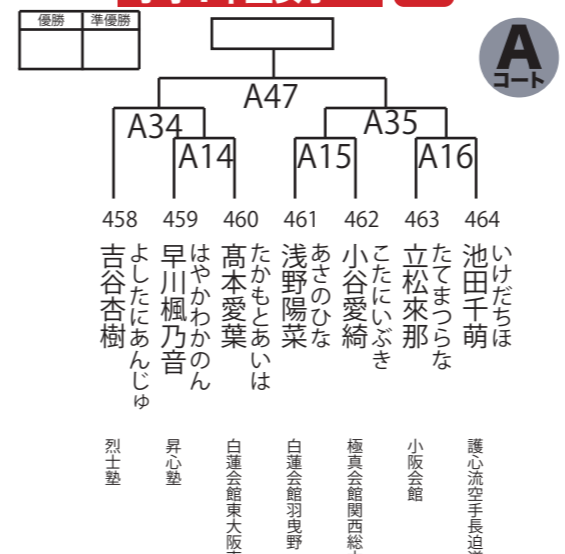 優勝 準優勝
A
コート
A47
A34
A35
A14
A15
A16
458
459
460
461
462
463
464
吉谷杏樹
よしたにあんじゅ
早川楓乃音
はやかわかのん
髙本愛葉
たかもとあいは
浅野陽菜
あさのひな
小谷愛綺
こたにいぶき
立松來那
たてまつらな
池田千萌
いけだちほ
烈士塾
昇心塾
白蓮会館東大阪
白蓮会館羽曳野
極真会館関西総
小阪会館
護心流空手長迫